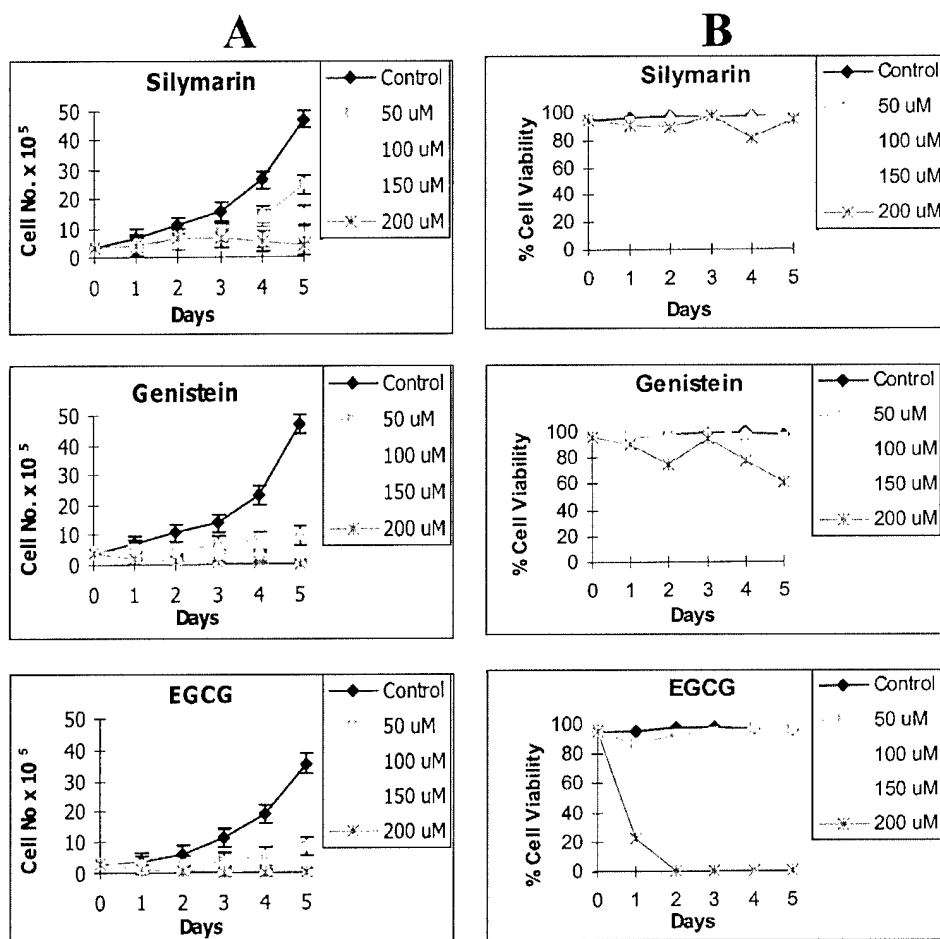 A
B
Silymarin
Cell No. x 10 5
50
40
30
20
10
0
0 1 2 3 4 5
Days
Control
50 uM
100 uM
150 uM
200 uM
Silymarin
% Cell Viability
100
80
60
40
20
0
0 1 2 3 4 5
Days
Control
50 uM
100 uM
150 uM
200 uM
Genistein
Cell No. x 10 5
50
40
30
20
10
0
0 1 2 3 4 5
Days
Control
50 uM
100 uM
150 uM
200 uM
Genistein
% Cell Viability
100
80
60
40
20
0
0 1 2 3 4 5
Days
Control
50 uM
100 uM
150 uM
200 uM
EGCG
Cell No x 10 5
50
40
30
20
10
0
0 1 2 3 4 5
Days
Control
50 uM
100 uM
150 uM
200 uM
EGCG
% Cell Viability
100
80
60
40
20
0
0 1 2 3 4 5
Days
Control
50 uM
100 uM
150 uM
200 uM